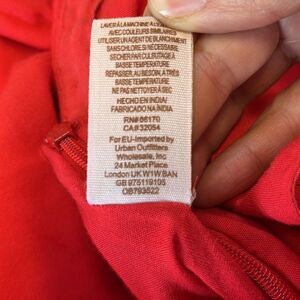 LAVER À LA MACHINE À L'EAU
AVEC COULEURS SIMILAIRES
UTILISER UN AGENT DE BLANCHIMENT
SANS CHLORE SI NÉCESSAIRE
SÉCHER PAR CULBUTAGE À
BASSE TEMPÉRATURE
REPASSER AU BESOIN À TRÈS
BASSE TEMPÉRATURE
NE PAS NETTOYER À SEC
HECHO EN INDIA/
FABRICADO NA ÍNDIA
RN# 66170
CA# 32054
For EU-Imported by
Urban Outfitters
Wholesale, Inc
24 Market Place
London UK W1W 8AN
GB 975119105
OB793522